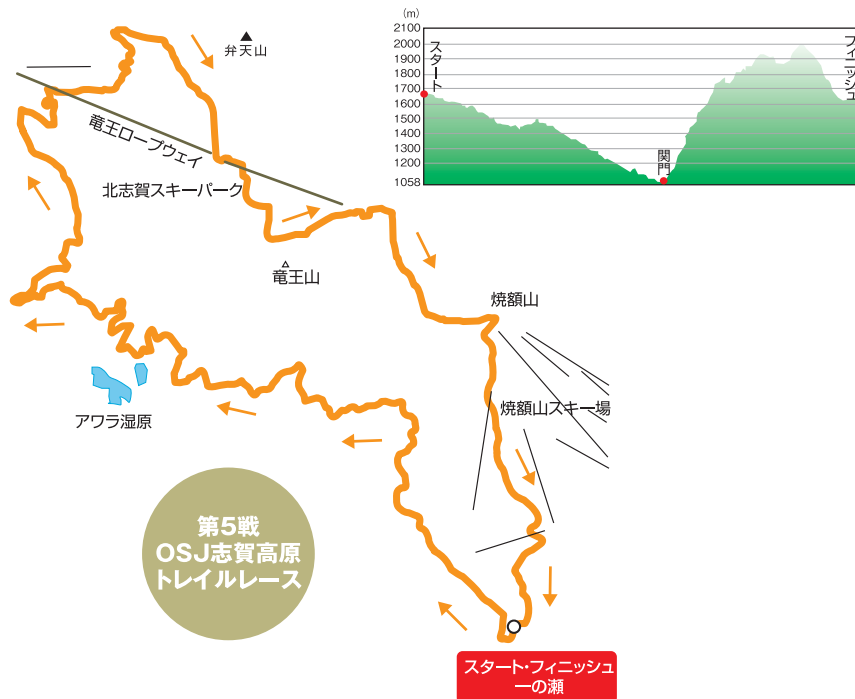 弁天山
竜王ロープウェイ
北志賀スキーパーク
竜王山
焼額山
焼額山スキー場
アワラ湿原
第5戦
OSJ志賀高原
トレイルレース
スタート・フィニッシュ
一の瀬
(m)
2100
2000
1900
1800
1700
1600
1500
1400
1300
1200
1058
スタート
関門
フィニッシュ